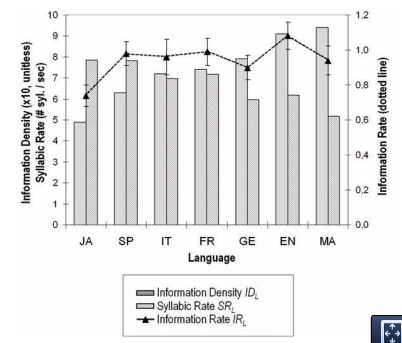 Information Density (x10, unitless)
Syllabic Rate (# syl. / sec)
10
9
8
7
6
5
4
3
2
1
0
1,2
1,0
0,8
0,6
0,4
0,2
0,0
Information Rate (dotted line)
JA SP IT FR GE EN MA
Language
Information Density ID_L
Syllabic Rate SR_L
Information Rate IR_L